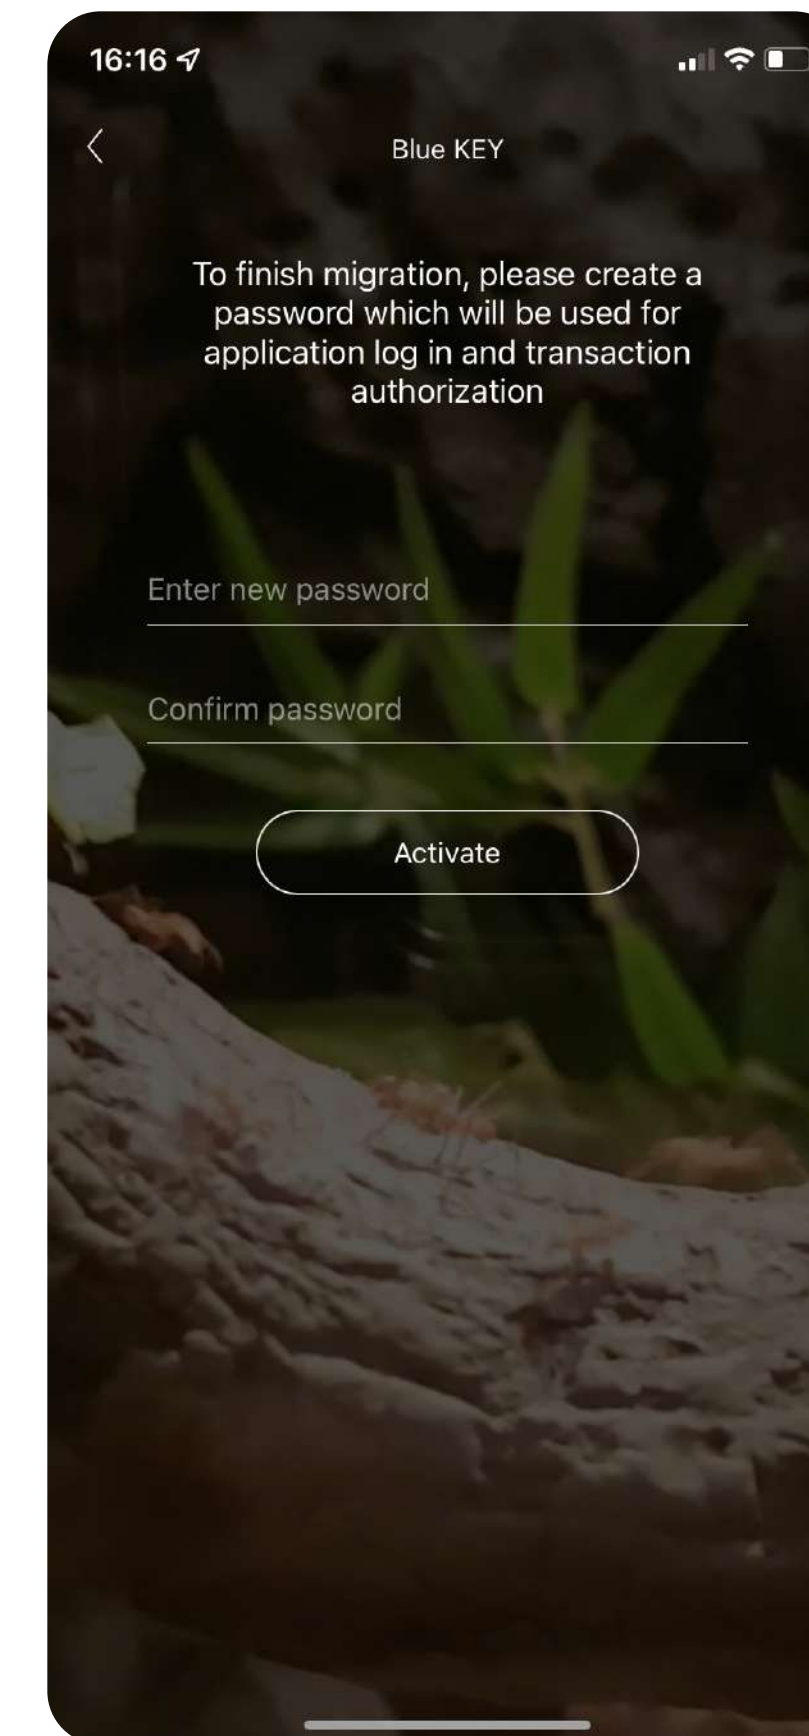 16:16
Blue KEY
To finish migration, please create a
password which will be used for
application log in and transaction
authorization
Enter new password
Confirm password
Activate